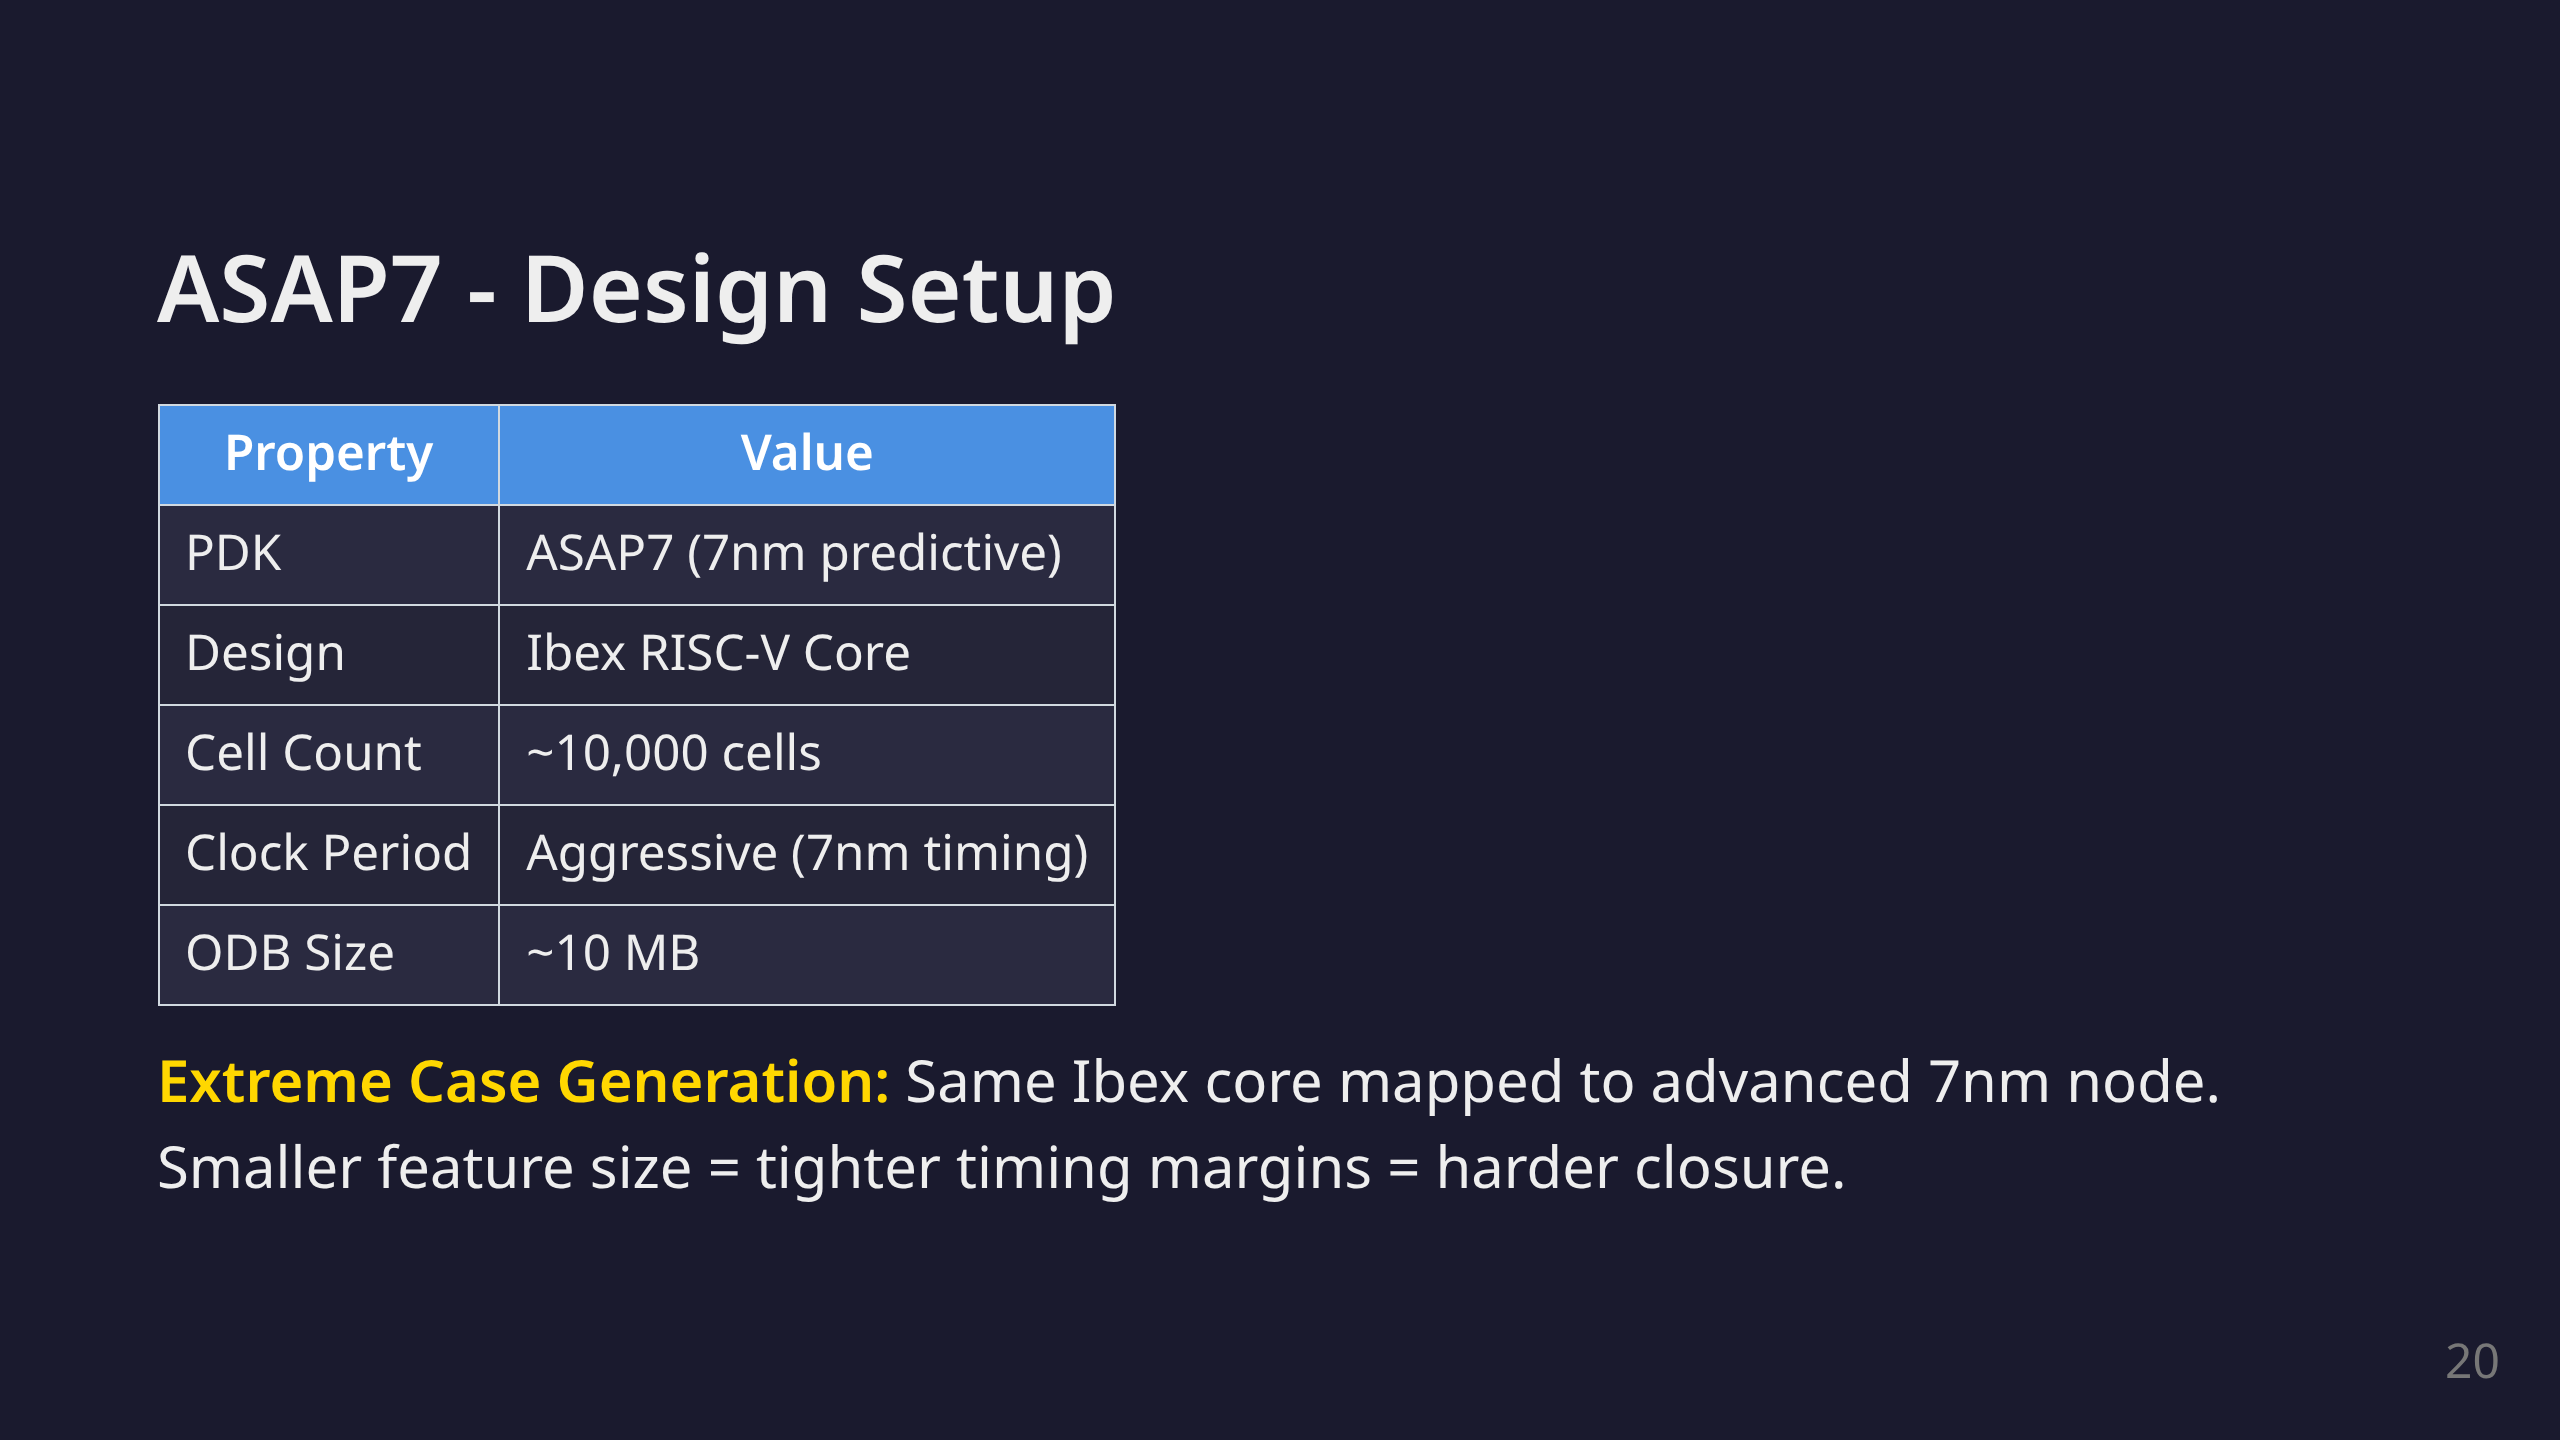 ASAP7 - Design Setup
Property Value
PDK ASAP7 (7nm predictive)
Design Ibex RISC-V Core
Cell Count ~10,000 cells
Clock Period Aggressive (7nm timing)
ODB Size ~10 MB
Extreme Case Generation: Same Ibex core mapped to advanced 7nm node.
Smaller feature size = tighter timing margins = harder closure.
20